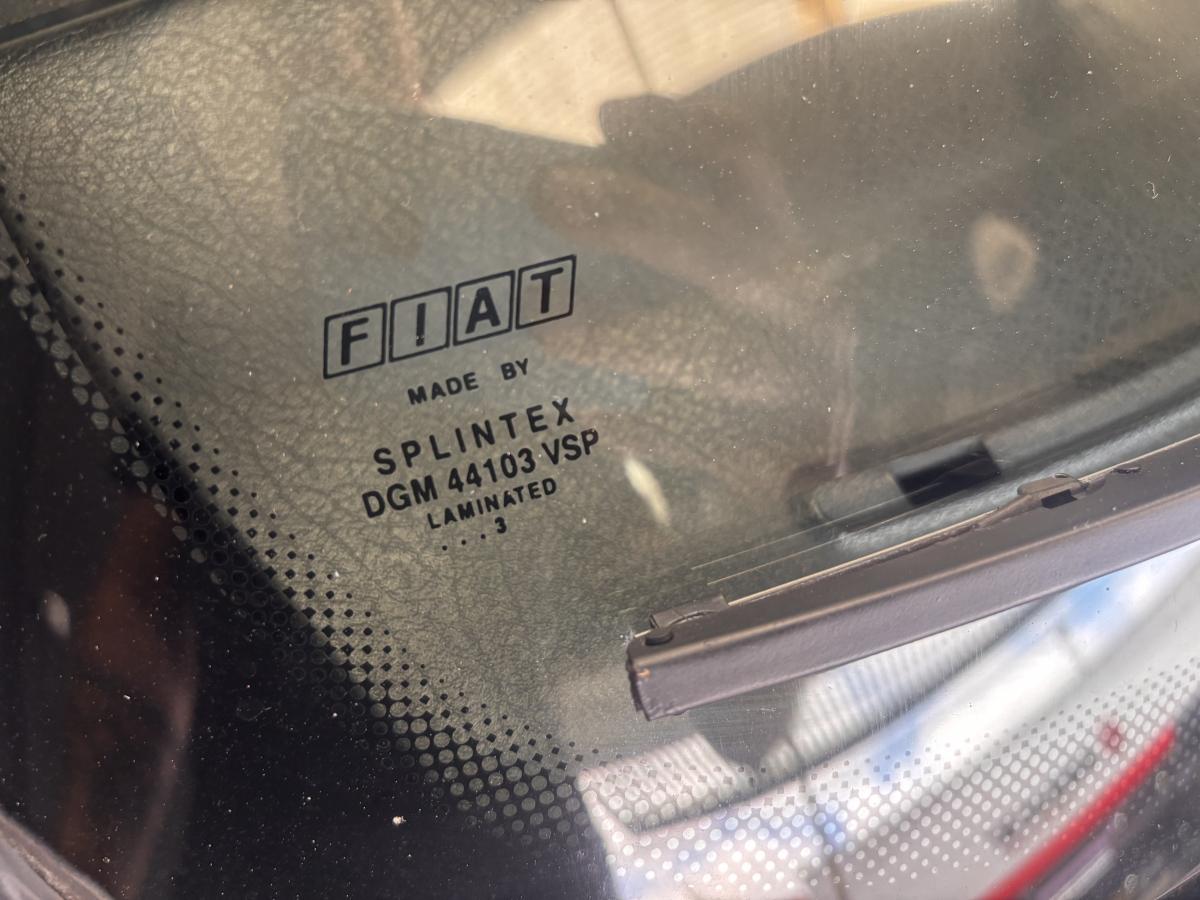 FIAT
MADE BY
SPLINTEX
DGM 44103 VSP
LAMINATED
....3